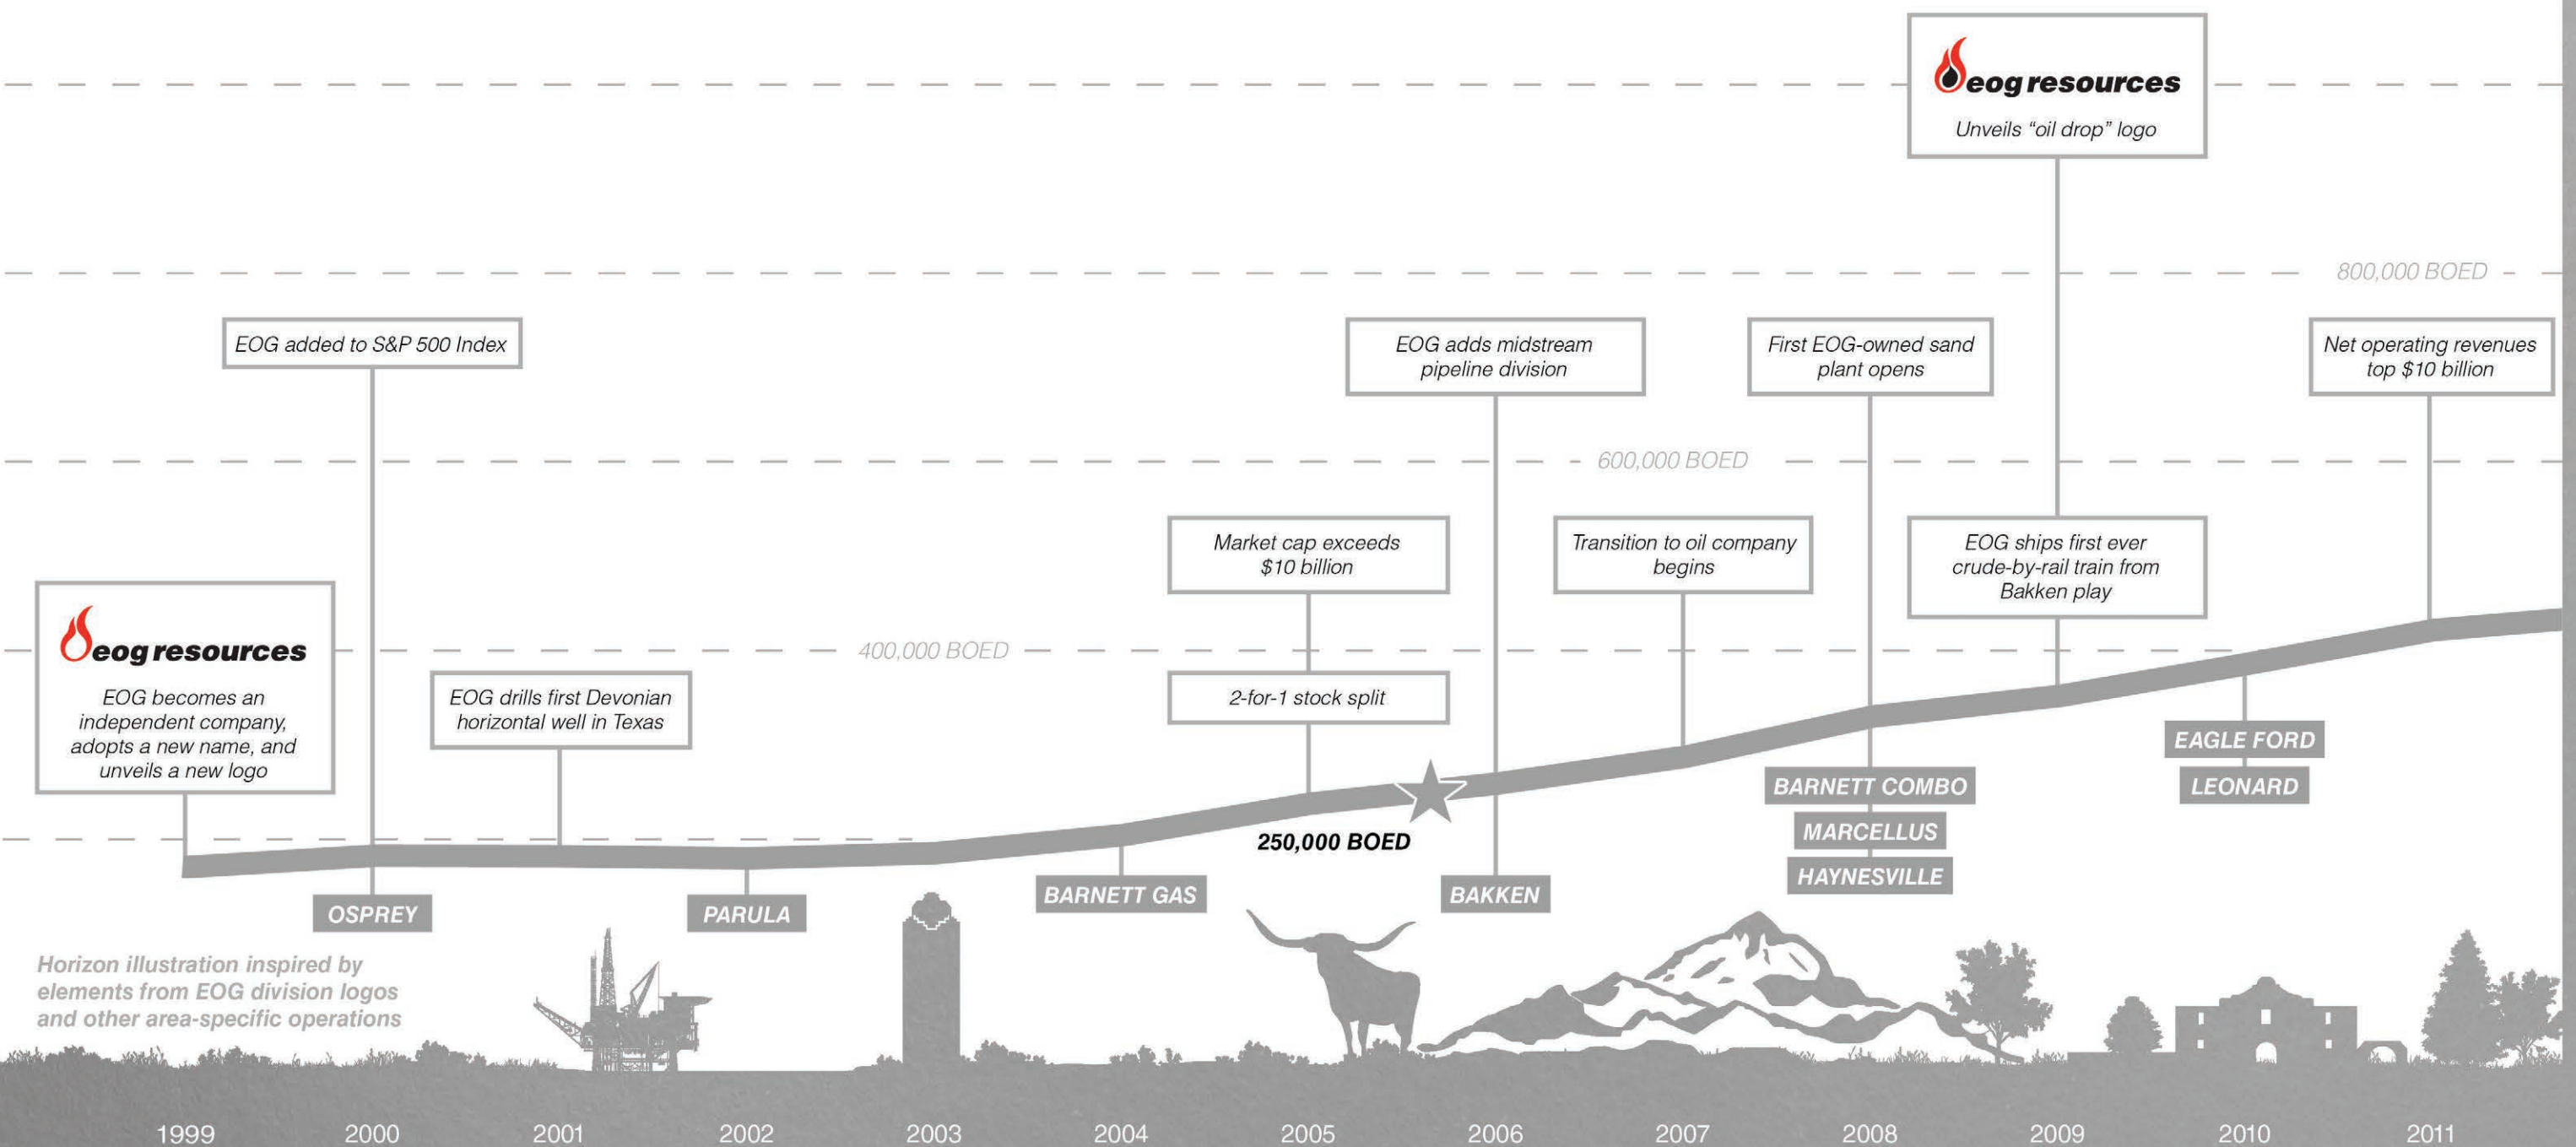 eog resources
Unveils “oil drop” logo
800,000 BOED
EOG added to S&P 500 Index
EOG adds midstream
pipeline division
First EOG-owned sand
plant opens
Net operating revenues
top $10 billion
600,000 BOED
Market cap exceeds
$10 billion
Transition to oil company
begins
EOG ships first ever
crude-by-rail train from
Bakken play
eog resources
EOG becomes an
independent company,
adopts a new name, and
unveils a new logo
400,000 BOED
EOG drills first Devonian
horizontal well in Texas
2-for-1 stock split
EAGLE FORD
LEONARD
BARNETT COMBO
MARCELLUS
HAYNESVILLE
250,000 BOED
OSPREY
PARULA
BARNETT GAS
BAKKEN
Horizon illustration inspired by
elements from EOG division logos
and other area-specific operations
1999 2000 2001 2002 2003 2004 2005 2006 2007 2008 2009 2010 2011